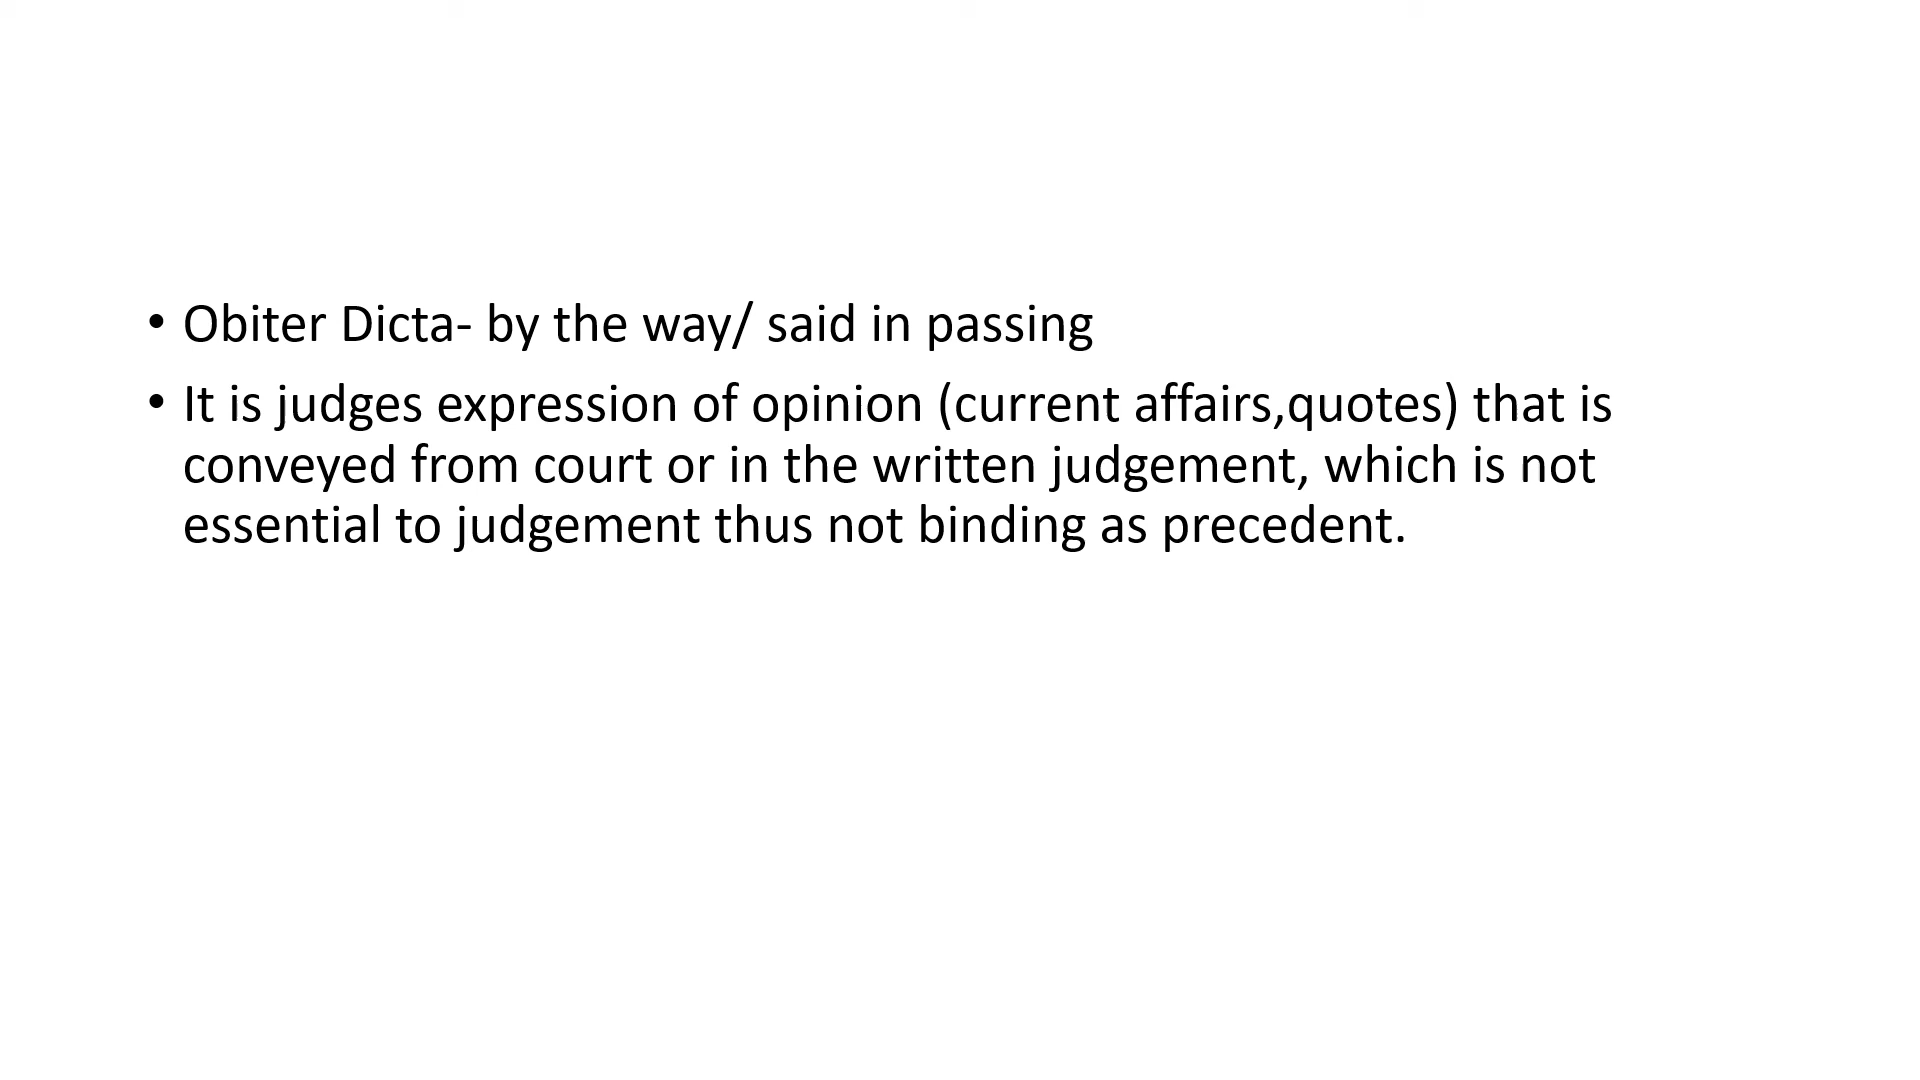 • Obiter Dicta- by the way/ said in passing
• It is judges expression of opinion (current affairs,quotes) that is
conveyed from court or in the written judgement, which is not
essential to judgement thus not binding as precedent.